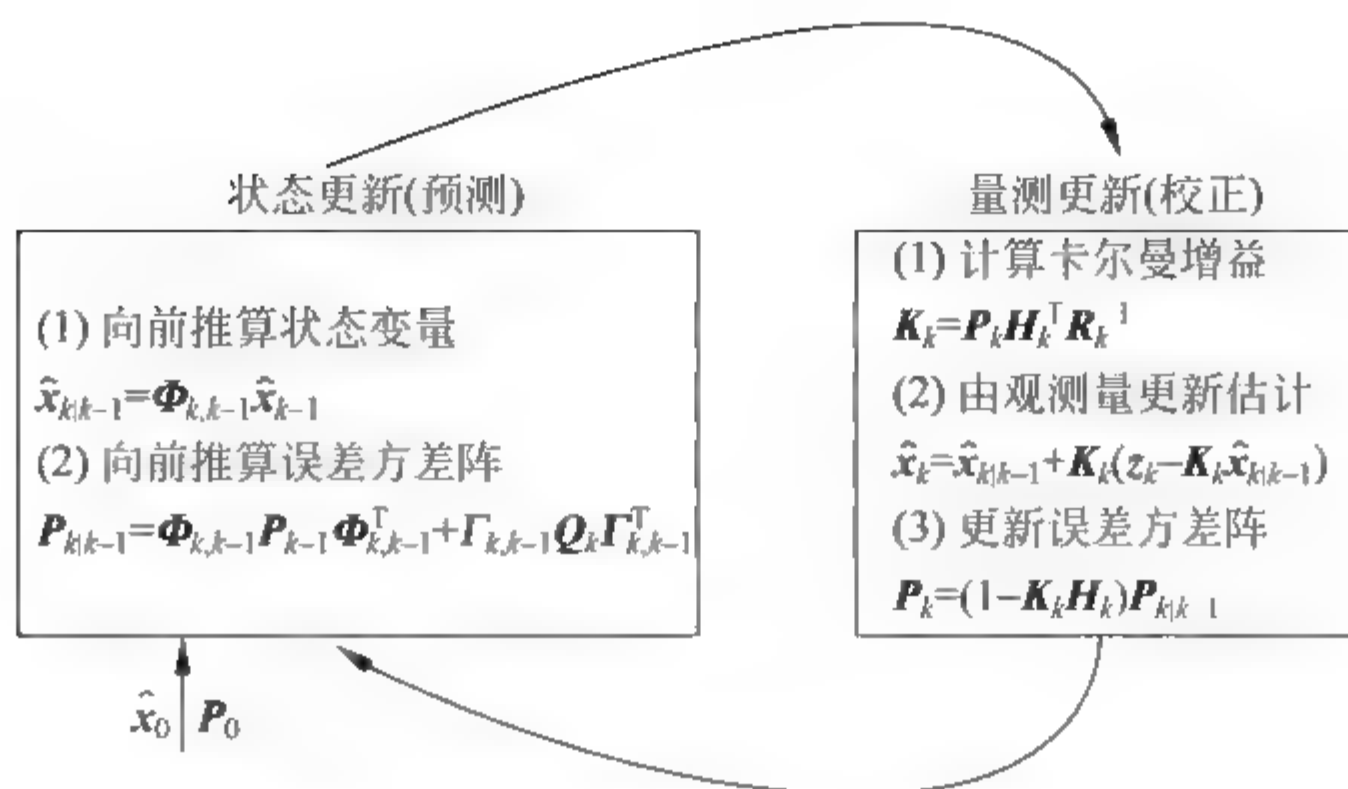 状态更新(预测)
(1) 向前推算状态变量
x̂ₖ|ₖ₋₁=Φₖ,ₖ₋₁x̂ₖ₋₁
(2) 向前推算误差方差阵
Pₖ|ₖ₋₁=Φₖ,ₖ₋₁Pₖ₋₁Φᵀₖ,ₖ₋₁+Γₖ,ₖ₋₁QₖΓᵀₖ,ₖ₋₁
x̂₀ P₀
量测更新(校正)
(1) 计算卡尔曼增益
Kₖ=PₖHₖᵀRₖ⁻¹
(2) 由观测量更新估计
x̂ₖ=x̂ₖ|ₖ₋₁+Kₖ(zₖ−Kₖx̂ₖ|ₖ₋₁)
(3) 更新误差方差阵
Pₖ=(1−KₖHₖ)Pₖ|ₖ₋₁